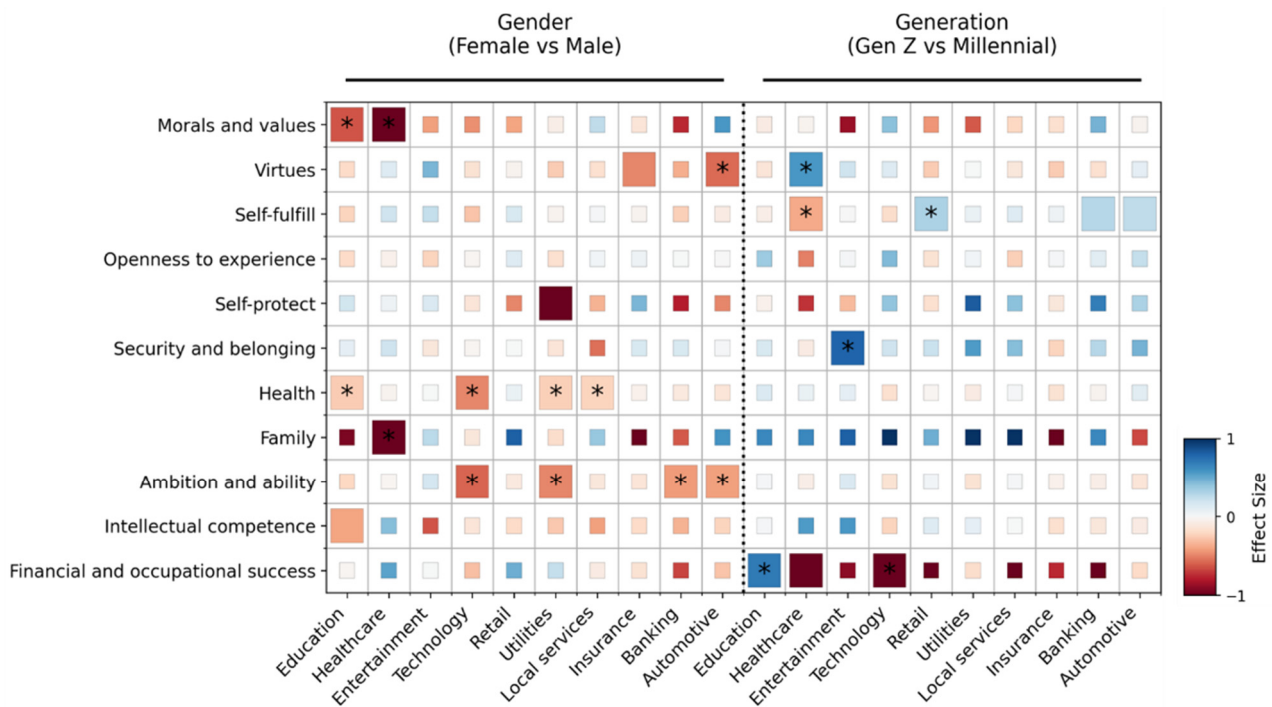 Gender
(Female vs Male)
Generation
(Gen Z vs Millennial)
Morals and values
Virtues
Self-fulfill
Openness to experience
Self-protect
Security and belonging
Health
Family
Ambition and ability
Intellectual competence
Financial and occupational success
* *
* *
* *
*
* * * *
*
* * * *
* *
Education
Healthcare
Entertainment
Technology
Retail
Utilities
Local services
Insurance
Banking
Automotive
Education
Healthcare
Entertainment
Technology
Retail
Utilities
Local services
Insurance
Banking
Automotive
1
0
−1
Effect Size